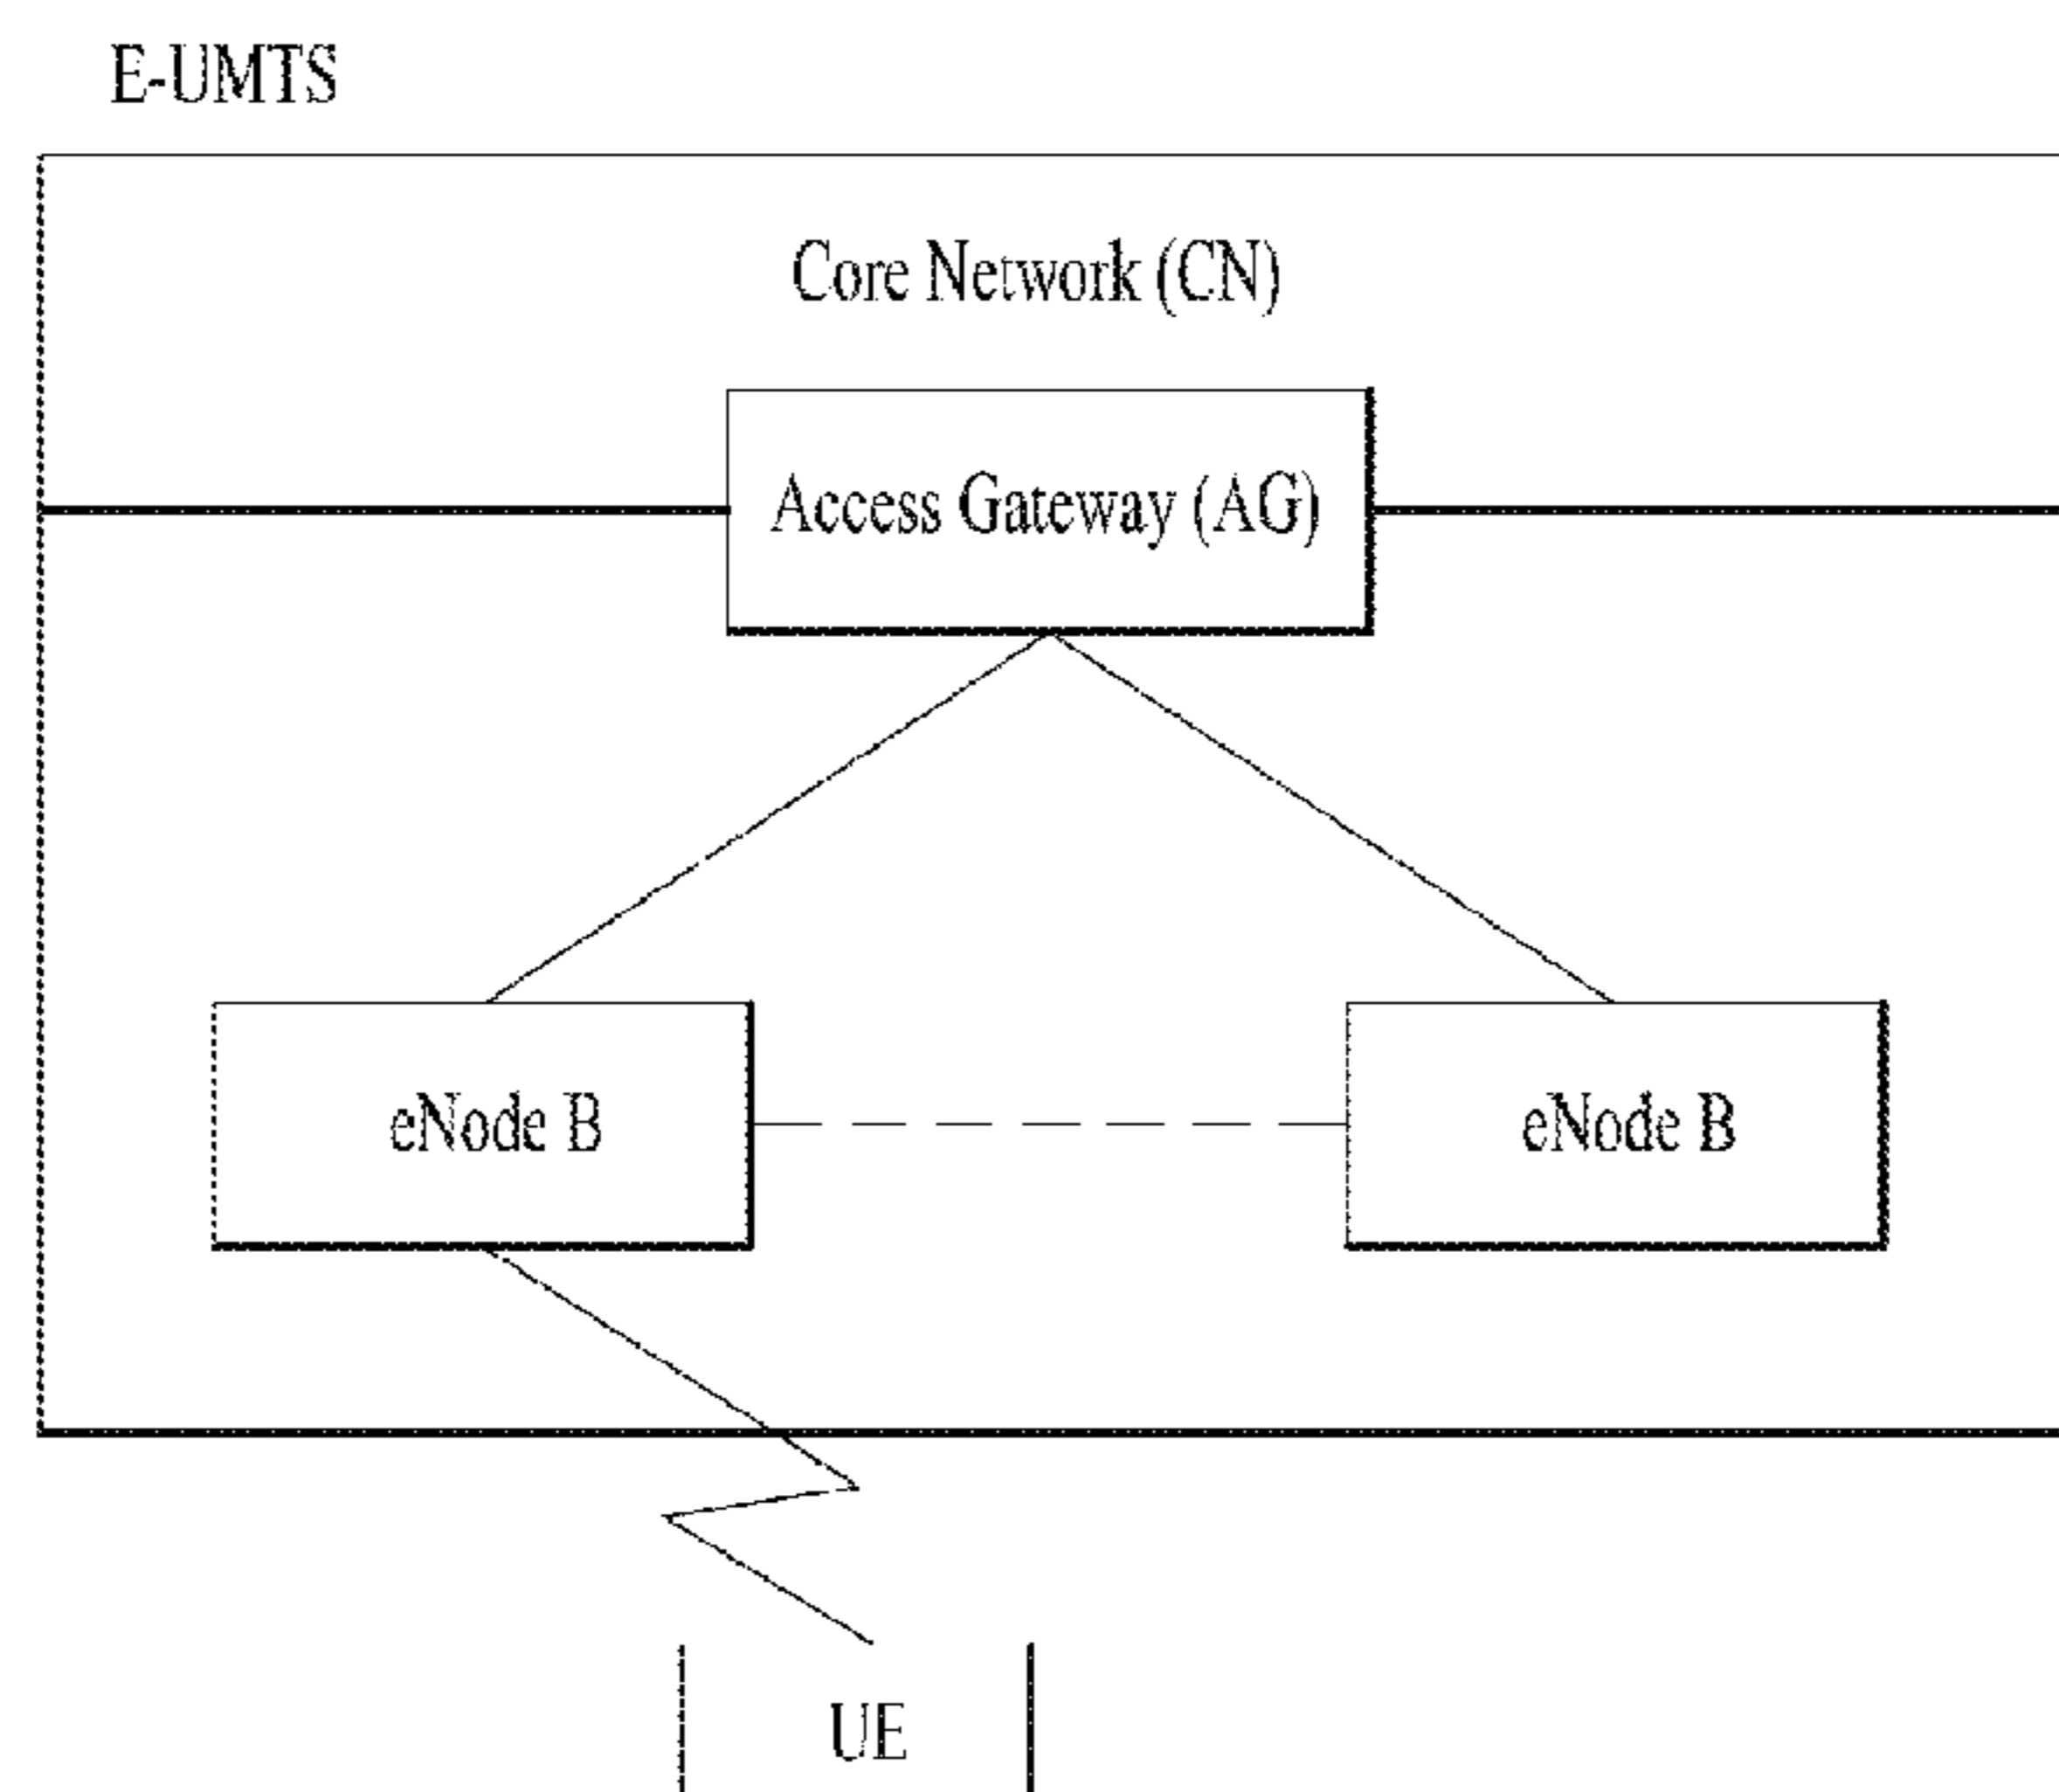 E-UMTS
Core Network (CN)
Access Gateway (AG)
eNode B
eNode B
UE